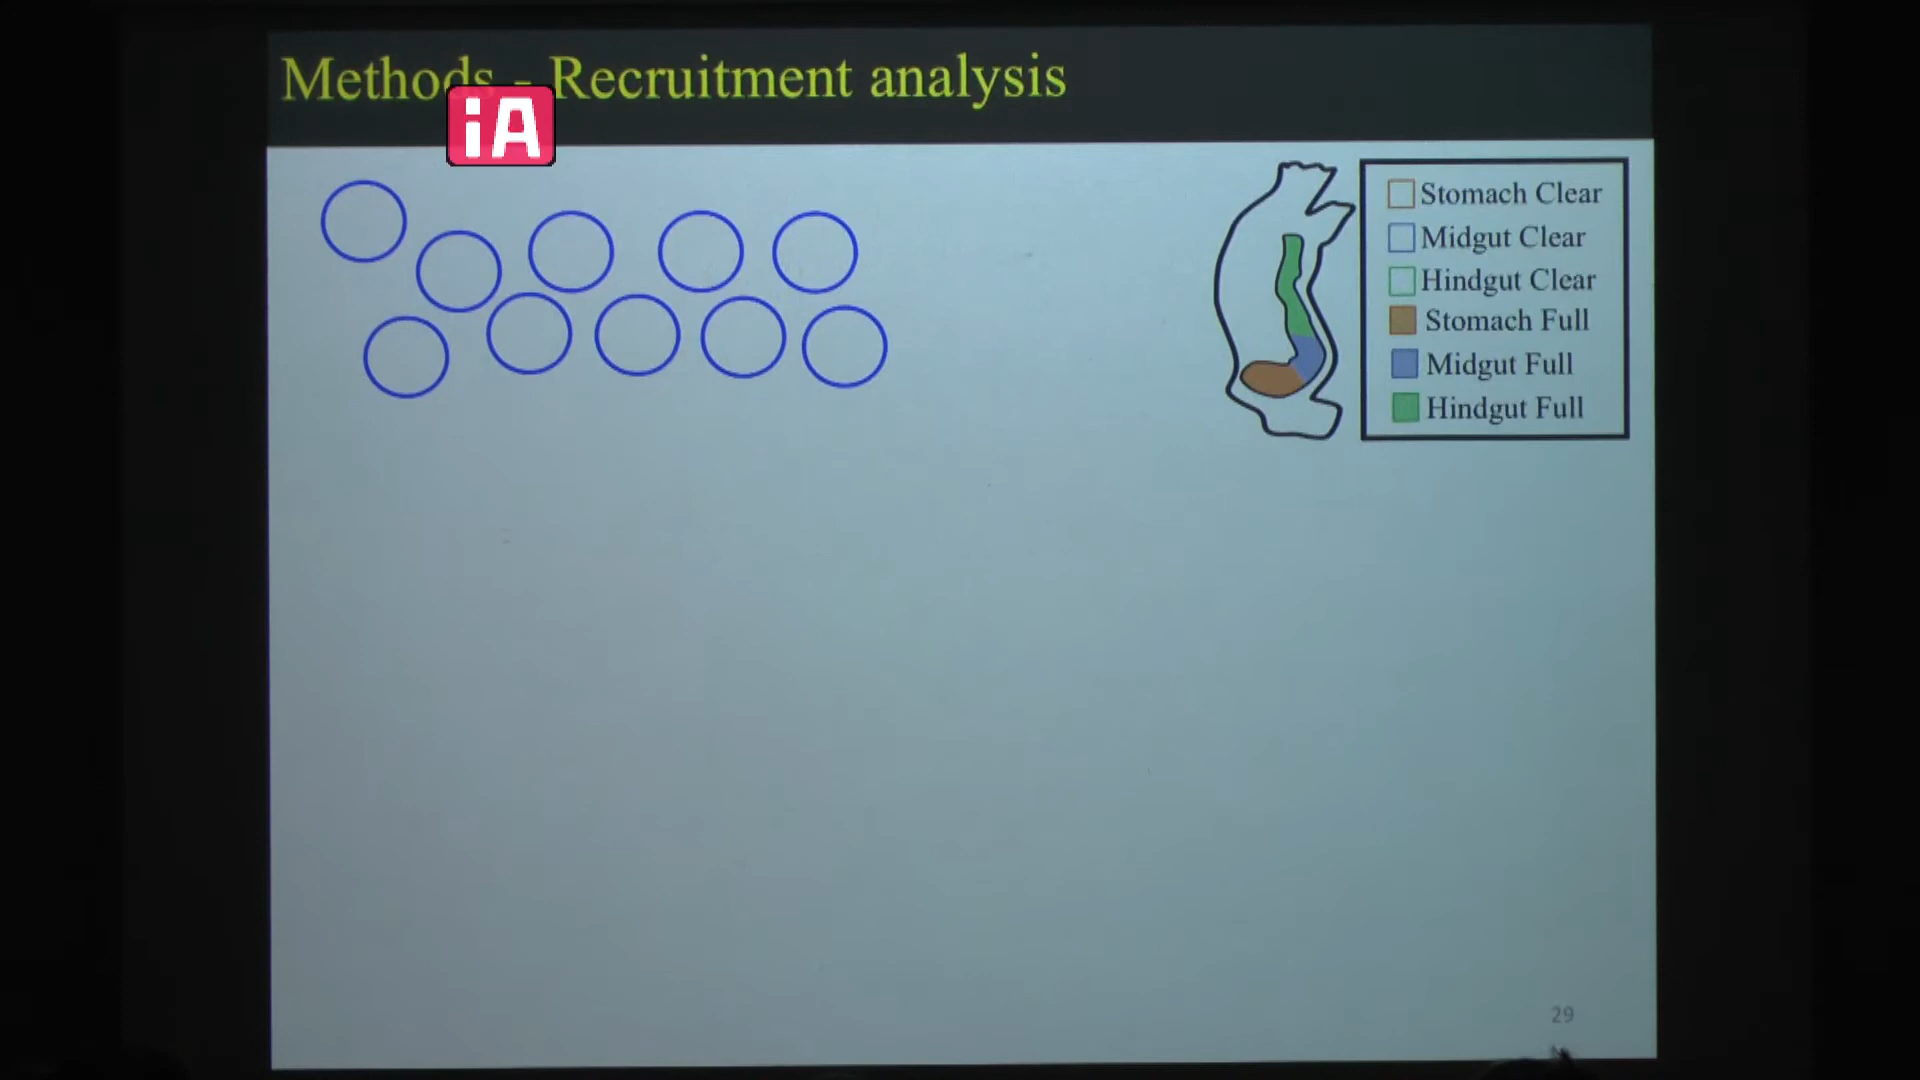 Methods - Recruitment analysis
iA
Stomach Clear
Midgut Clear
Hindgut Clear
Stomach Full
Midgut Full
Hindgut Full
29